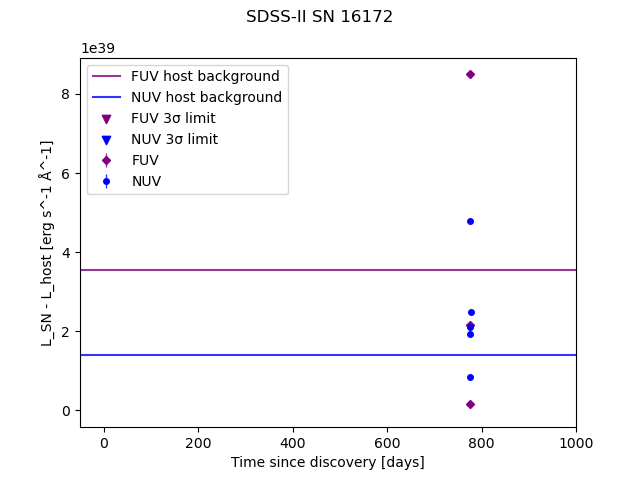 SDSS-II SN 16172
1e39
FUV host background
NUV host background
FUV 3σ limit
NUV 3σ limit
FUV
NUV
L_SN - L_host [erg s^-1 Å^-1]
8
6
4
2
0
0 200 400 600 800 1000
Time since discovery [days]